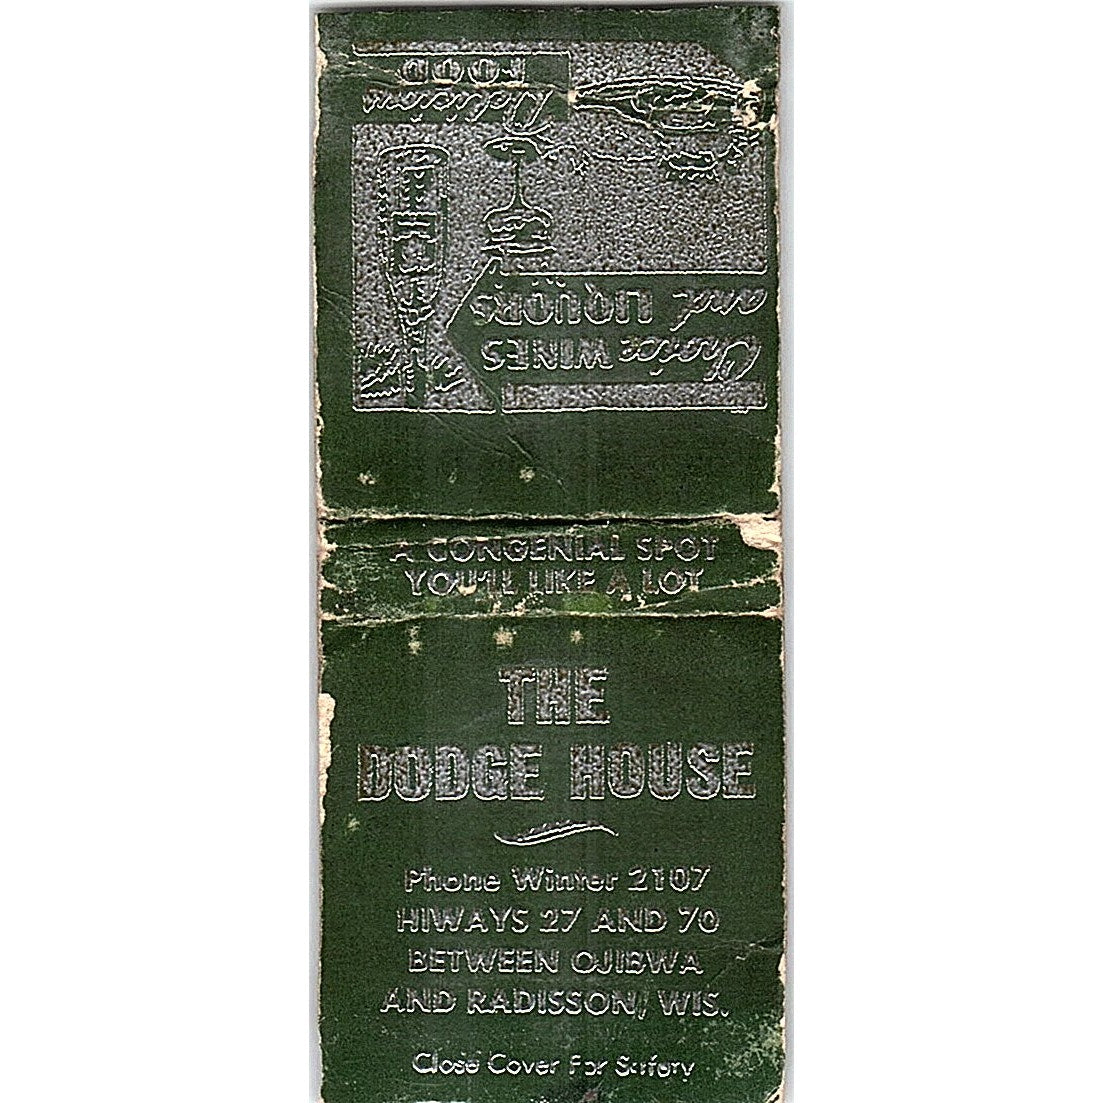 Delicious
FOOD
Choice WINES
and LIQUORS
A CONGENIAL SPOT
YOU'LL LIKE A LOT
THE
DODGE HOUSE
Phone Winter 2107
HIWAYS 27 AND 70
BETWEEN OJIBWA
AND RADISSON, WIS.
Close Cover For Safety